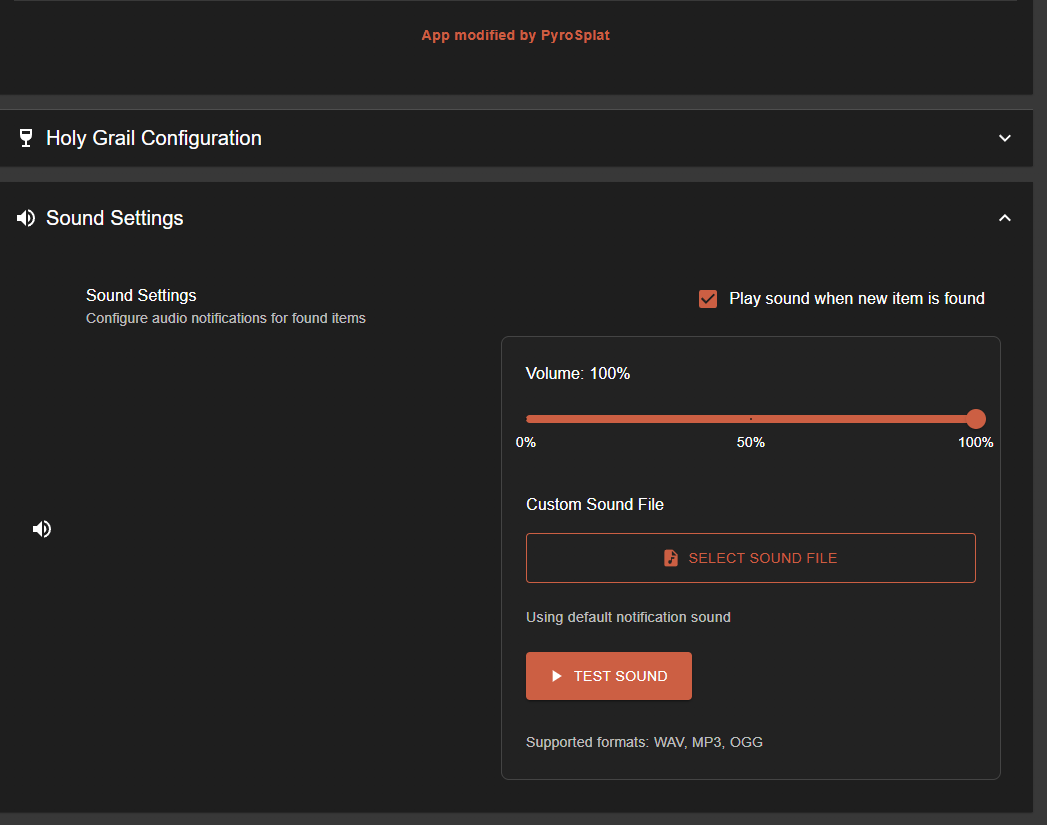 App modified by PyroSplat
Holy Grail Configuration
Sound Settings
Sound Settings
Configure audio notifications for found items
Play sound when new item is found
Volume: 100%
0%
50%
100%
Custom Sound File
SELECT SOUND FILE
Using default notification sound
TEST SOUND
Supported formats: WAV, MP3, OGG